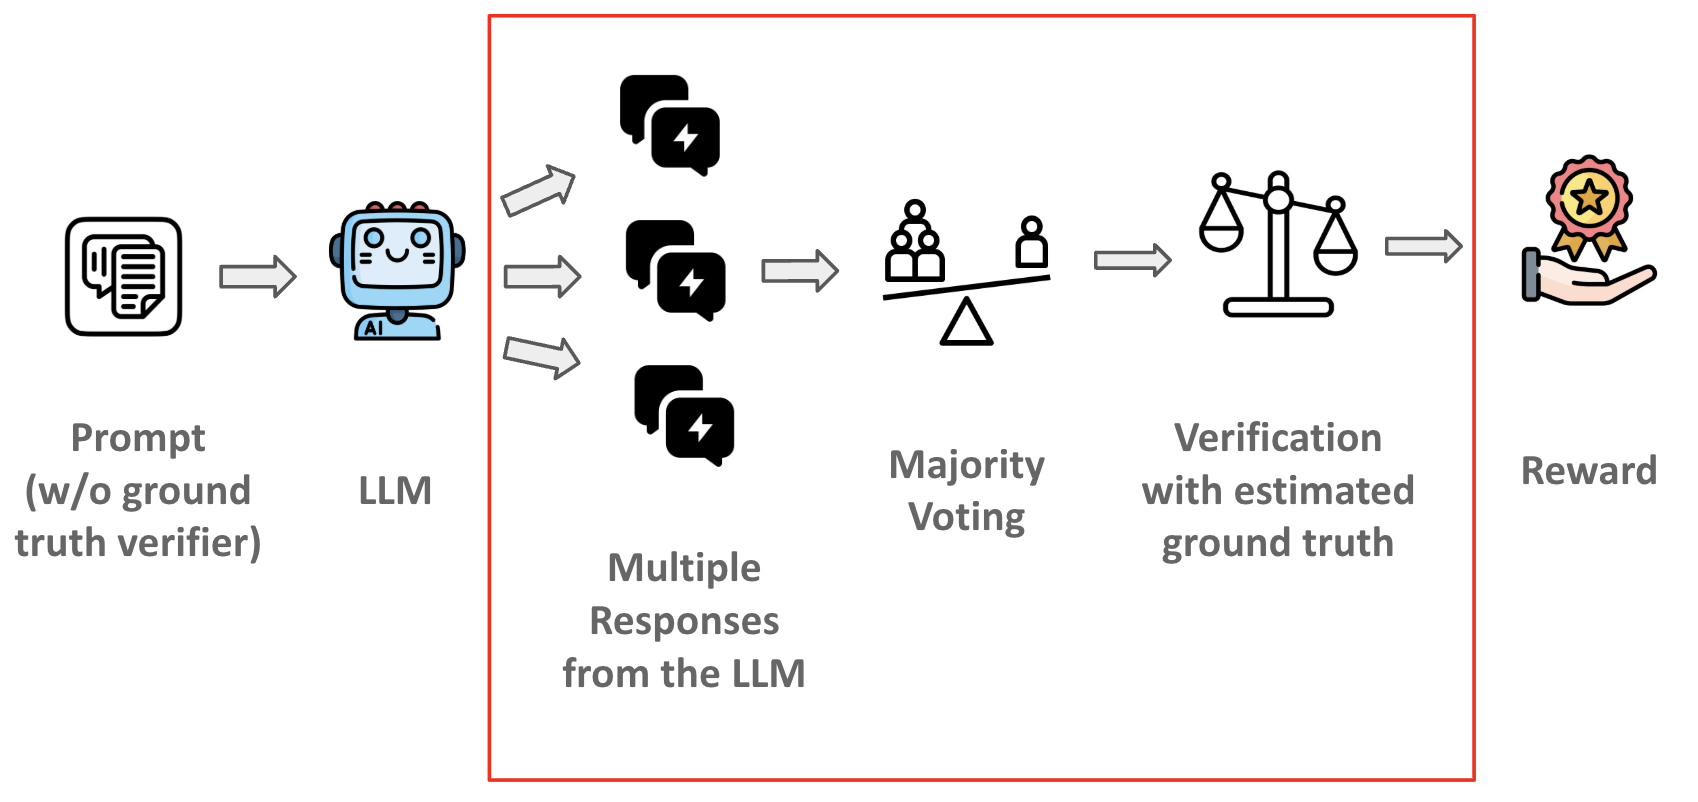 AI
Prompt
(w/o ground
truth verifier)
LLM
Multiple
Responses
from the LLM
Majority
Voting
Verification
with estimated
ground truth
Reward